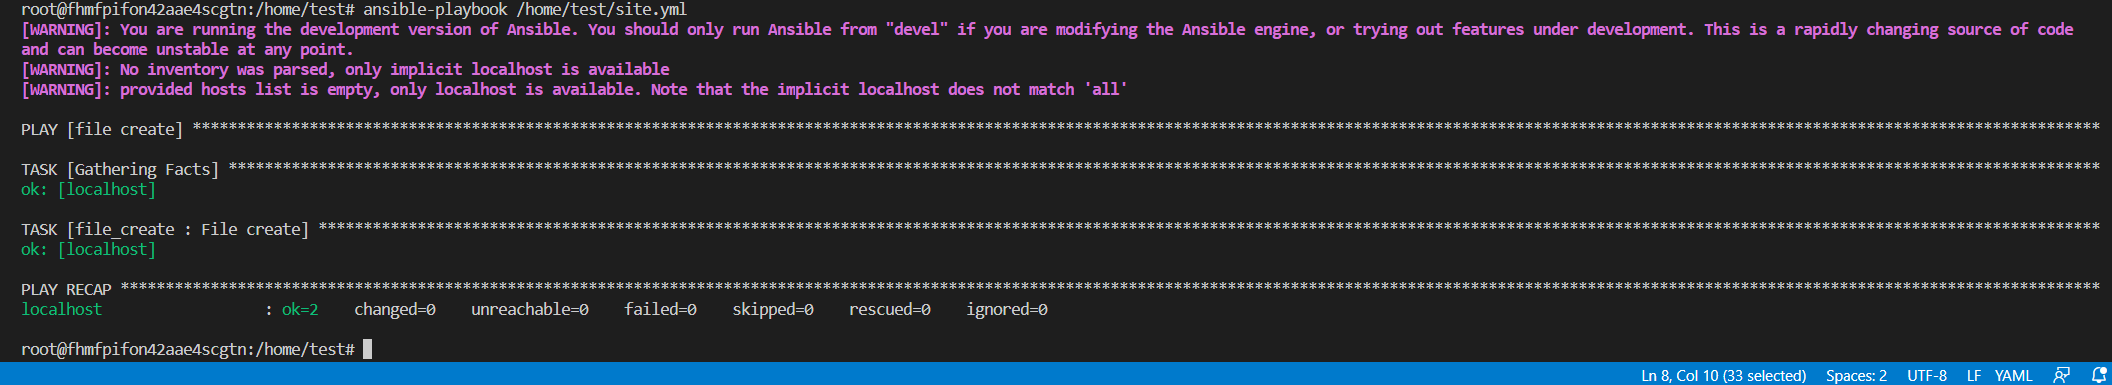 root@fhmfpifon42aae4scgtn:/home/test# ansible-playbook /home/test/site.yml
[WARNING]: You are running the development version of Ansible. You should only run Ansible from "devel" if you are modifying the Ansible engine, or trying out features under development. This is a rapidly changing source of code
and can become unstable at any point.
[WARNING]: No inventory was parsed, only implicit localhost is available
[WARNING]: provided hosts list is empty, only localhost is available. Note that the implicit localhost does not match 'all'
PLAY [file create] ********************************************************************************************************************************************************************************************************************
TASK [Gathering Facts] ****************************************************************************************************************************************************************************************************************
ok: [localhost]
TASK [file_create : File create] ******************************************************************************************************************************************************************************************************
ok: [localhost]
PLAY RECAP ****************************************************************************************************************************************************************************************************************************
localhost                  : ok=2    changed=0    unreachable=0    failed=0    skipped=0    rescued=0    ignored=0
root@fhmfpifon42aae4scgtn:/home/test#
Ln 8, Col 10 (33 selected) Spaces: 2 UTF-8 LF YAML